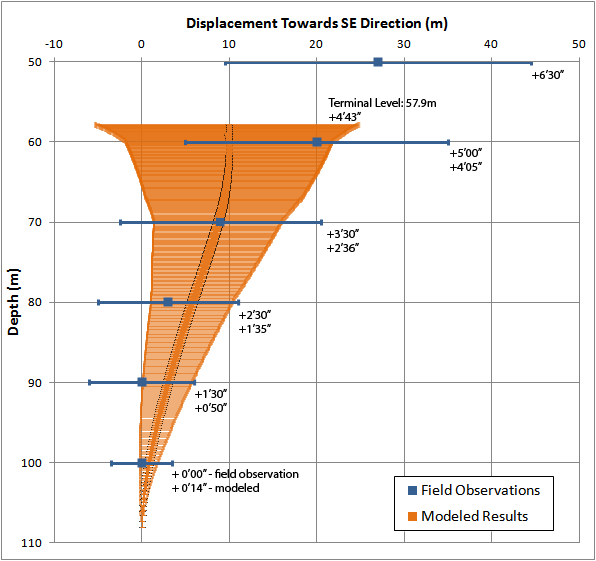 Displacement Towards SE Direction (m)
-10 0 10 20 30 40 50
50
+6'30"
Terminal Level: 57.9m
+4'43"
60
+5'00"
+4'05"
70
+3'30"
+2'36"
Depth (m)
80
+2'30"
+1'35"
90
+1'30"
+0'50"
100
+ 0'00" - field observation
+ 0'14" - modeled
Field Observations
Modeled Results
110